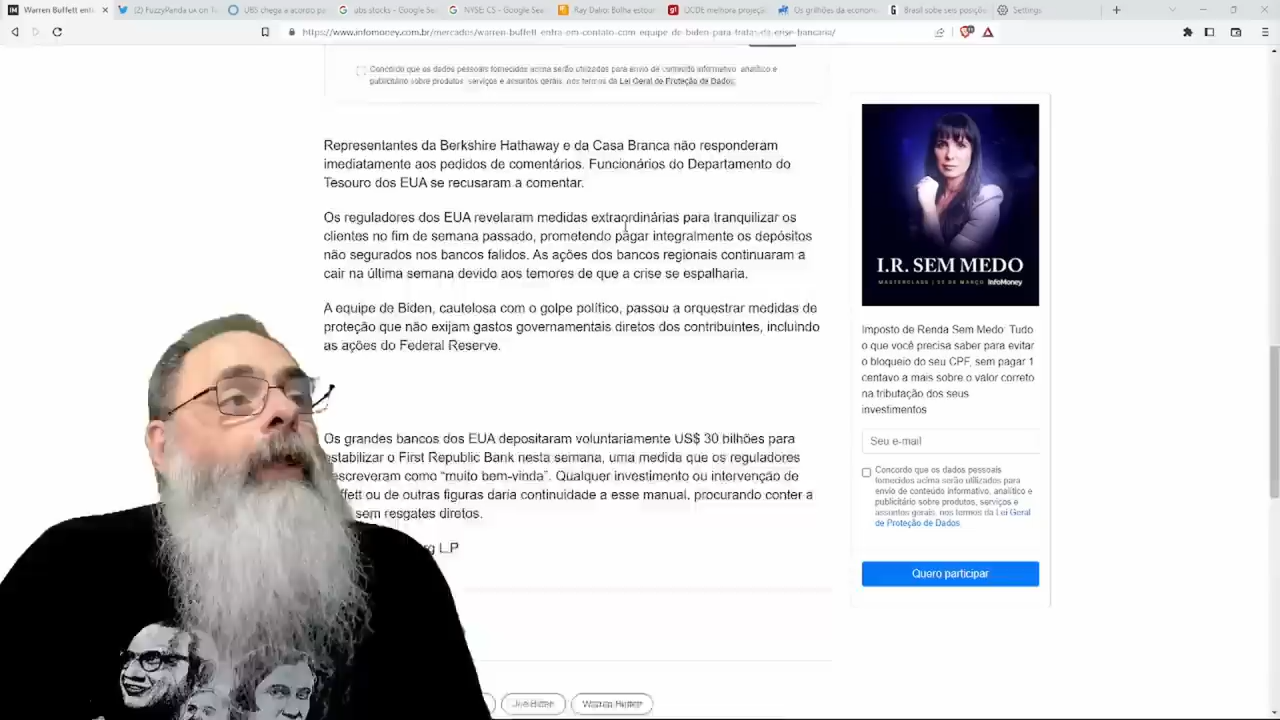 Warren Buffett entr
(2) FuzzyPanda
UBS chega a acordo pa
ubs stocks - Google Sea
NYSE: CS - Google Sea
Ray Dalio: Bolha estour
OCDE melhora projeçã
Os grilhões da econom
Brasil sobe seis posiçõe
Settings
https://www.infomoney.com.br/mercados/warren-buffett-entra-em-contato-com-equipe-de-biden-para-tratar-da-crise-bancaria/
Concordo que os dados pessoais fornecidos acima serão utilizados para envio de conteúdo informativo, analítico e
publicitário sobre produtos, serviços e assuntos gerais, nos termos da Lei Geral de Proteção de Dados.
Representantes da Berkshire Hathaway e da Casa Branca não responderam
imediatamente aos pedidos de comentários. Funcionários do Departamento do
Tesouro dos EUA se recusaram a comentar.
Os reguladores dos EUA revelaram medidas extraordinárias para tranquilizar os
clientes no fim de semana passado, prometendo pagar integralmente os depósitos
não segurados nos bancos falidos. As ações dos bancos regionais continuaram a
cair na última semana devido aos temores de que a crise se espalharia.
A equipe de Biden, cautelosa com o golpe político, passou a orquestrar medidas de
proteção que não exijam gastos governamentais diretos dos contribuintes, incluindo
as ações do Federal Reserve.
Os grandes bancos dos EUA depositaram voluntariamente US$ 30 bilhões para
stabilizar o First Republic Bank nesta semana, uma medida que os reguladores
escreveram como “muito bem-vinda”. Qualquer investimento ou intervenção de
ffett ou de outras figuras daria continuidade a esse manual, procurando conter a
sem resgates diretos.
rg L.P
Joe Biden
Warren Buffett
I.R. SEM MEDO
MASTERCLASS | DE MARÇO InfoMoney
Imposto de Renda Sem Medo: Tudo
o que você precisa saber para evitar
o bloqueio do seu CPF, sem pagar 1
centavo a mais sobre o valor correto
na tributação dos seus
investimentos
Seu e-mail
Concordo que os dados pessoais
fornecidos acima serão utilizados para
envio de conteúdo informativo, analítico e
publicitário sobre produtos, serviços e
assuntos gerais, nos termos da Lei Geral
de Proteção de Dados.
Quero participar